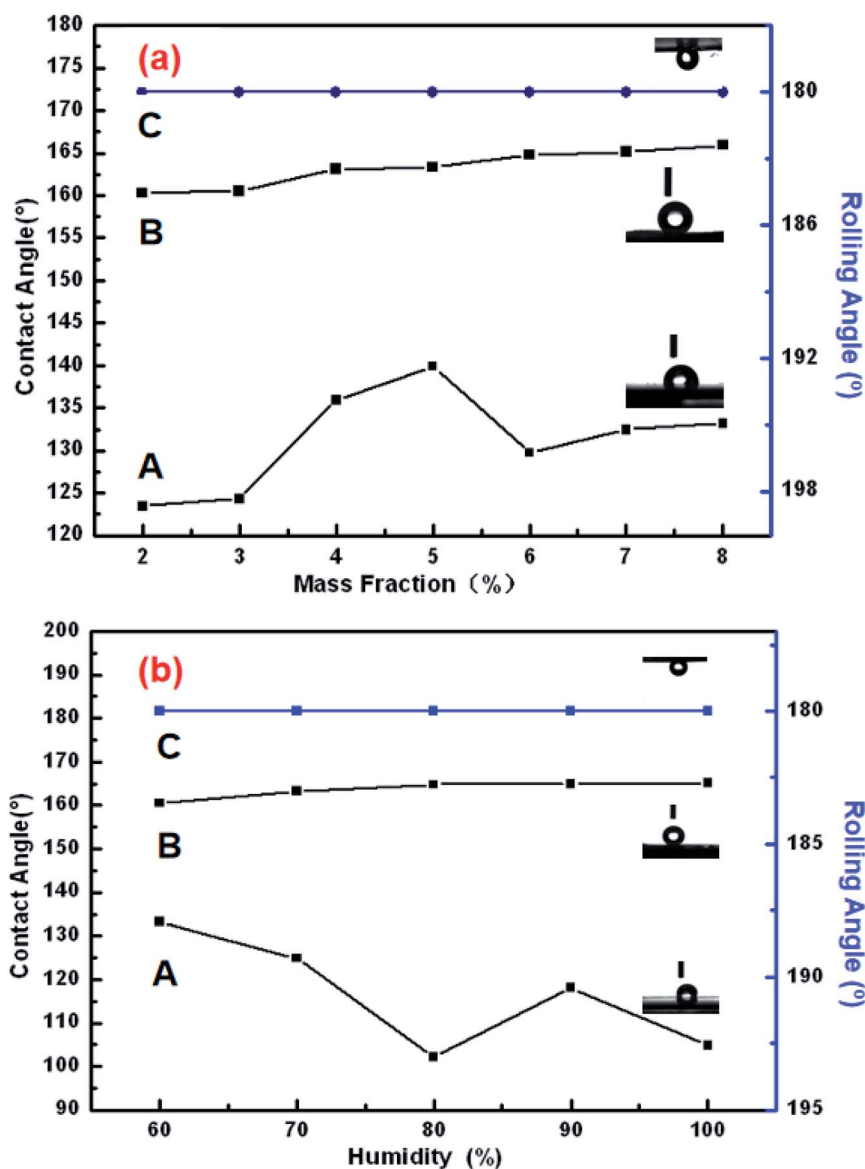 (a)
180
175
170
165
160
155
150
145
140
135
130
125
120
Contact Angle(°)
C
B
A
2 3 4 5 6 7 8
Mass Fraction (%)
180
186
192
198
Rolling Angle (º)
(b)
200
190
180
170
160
150
140
130
120
110
100
90
Contact Angle(°)
C
B
A
60 70 80 90 100
Humidity (%)
180
185
190
195
Rolling Angle (º)